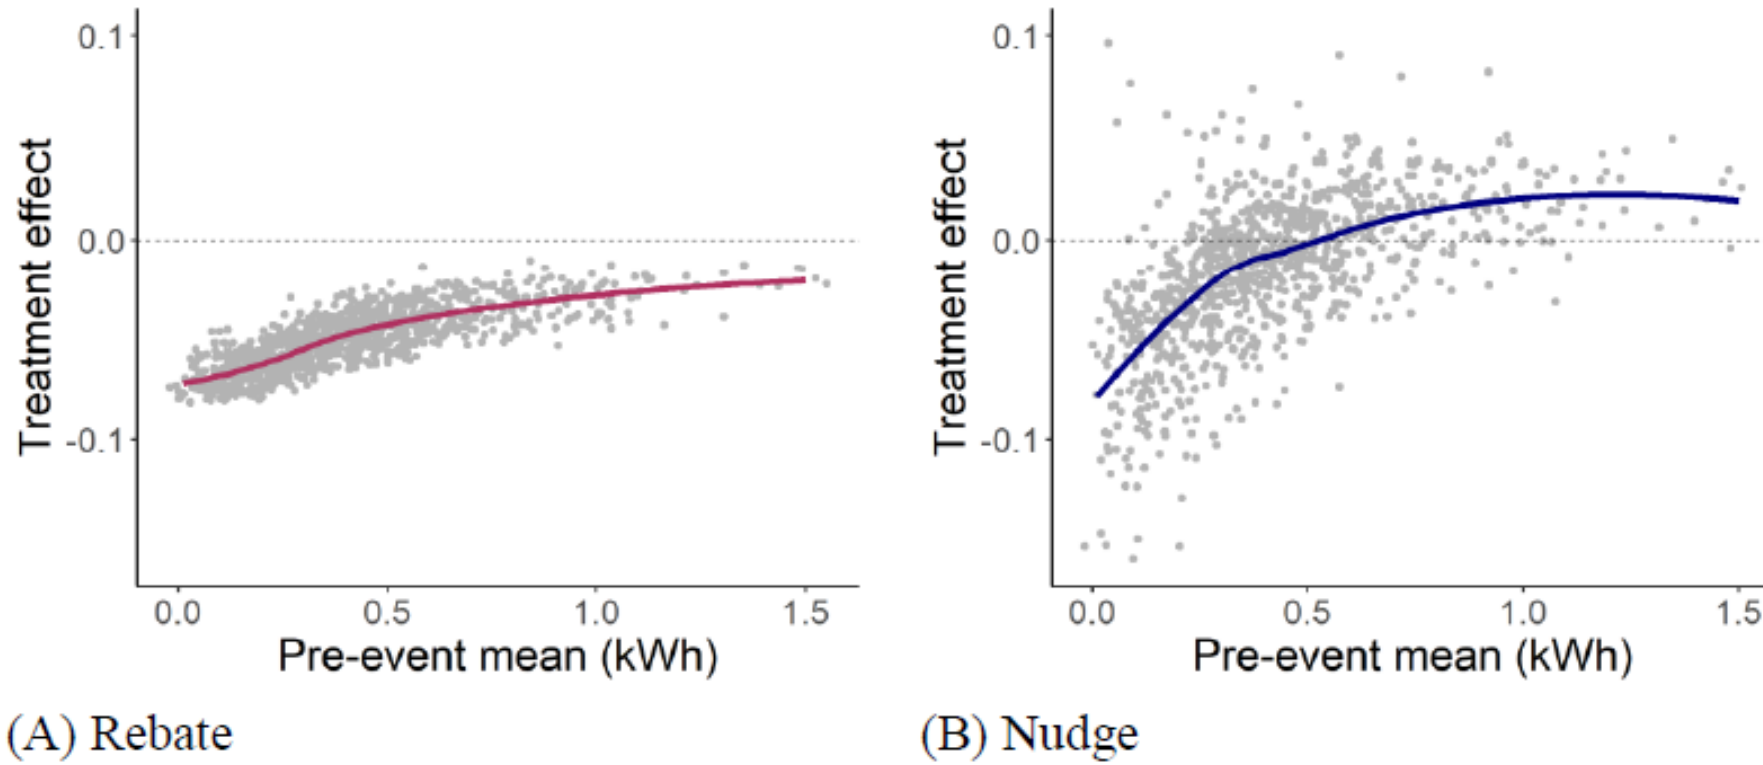 0.1
0.0
-0.1
Treatment effect
0.0 0.5 1.0 1.5
Pre-event mean (kWh)
(A) Rebate
0.1
0.0
-0.1
Treatment effect
0.0 0.5 1.0 1.5
Pre-event mean (kWh)
(B) Nudge